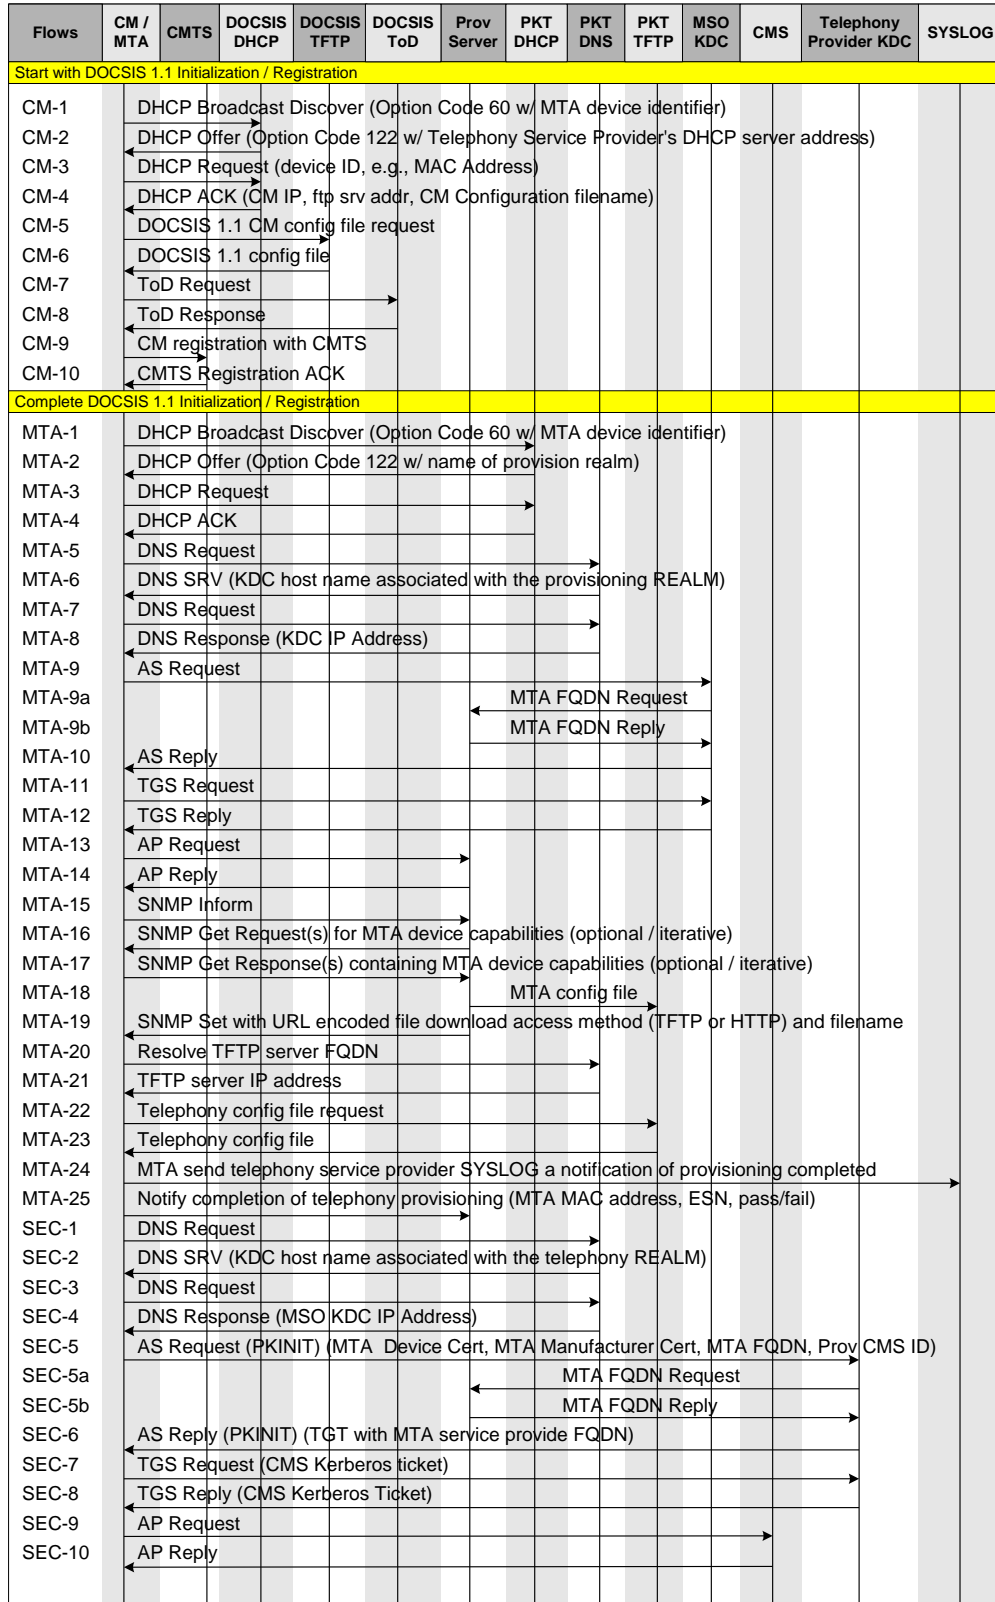 Flows CM / MTA CMTS DOCSIS DHCP DOCSIS TFTP DOCSIS ToD Prov Server PKT DHCP PKT DNS PKT TFTP MSO KDC CMS Telephony Provider KDC SYSLOG
Start with DOCSIS 1.1 Initialization / Registration
CM-1 DHCP Broadcast Discover (Option Code 60 w/ MTA device identifier)
CM-2 DHCP Offer (Option Code 122 w/ Telephony Service Provider's DHCP server address)
CM-3 DHCP Request (device ID, e.g., MAC Address)
CM-4 DHCP ACK (CM IP, ftp srv addr, CM Configuration filename)
CM-5 DOCSIS 1.1 CM config file request
CM-6 DOCSIS 1.1 config file
CM-7 ToD Request
CM-8 ToD Response
CM-9 CM registration with CMTS
CM-10 CMTS Registration ACK
Complete DOCSIS 1.1 Initialization / Registration
MTA-1 DHCP Broadcast Discover (Option Code 60 w/ MTA device identifier)
MTA-2 DHCP Offer (Option Code 122 w/ name of provision realm)
MTA-3 DHCP Request
MTA-4 DHCP ACK
MTA-5 DNS Request
MTA-6 DNS SRV (KDC host name associated with the provisioning REALM)
MTA-7 DNS Request
MTA-8 DNS Response (KDC IP Address)
MTA-9 AS Request
MTA-9a MTA FQDN Request
MTA-9b MTA FQDN Reply
MTA-10 AS Reply
MTA-11 TGS Request
MTA-12 TGS Reply
MTA-13 AP Request
MTA-14 AP Reply
MTA-15 SNMP Inform
MTA-16 SNMP Get Request(s) for MTA device capabilities (optional / iterative)
MTA-17 SNMP Get Response(s) containing MTA device capabilities (optional / iterative)
MTA-18 MTA config file
MTA-19 SNMP Set with URL encoded file download access method (TFTP or HTTP) and filename
MTA-20 Resolve TFTP server FQDN
MTA-21 TFTP server IP address
MTA-22 Telephony config file request
MTA-23 Telephony config file
MTA-24 MTA send telephony service provider SYSLOG a notification of provisioning completed
MTA-25 Notify completion of telephony provisioning (MTA MAC address, ESN, pass/fail)
SEC-1 DNS Request
SEC-2 DNS SRV (KDC host name associated with the telephony REALM)
SEC-3 DNS Request
SEC-4 DNS Response (MSO KDC IP Address)
SEC-5 AS Request (PKINIT) (MTA Device Cert, MTA Manufacturer Cert, MTA FQDN, Prov CMS ID)
SEC-5a MTA FQDN Request
SEC-5b MTA FQDN Reply
SEC-6 AS Reply (PKINIT) (TGT with MTA service provide FQDN)
SEC-7 TGS Request (CMS Kerberos ticket)
SEC-8 TGS Reply (CMS Kerberos Ticket)
SEC-9 AP Request
SEC-10 AP Reply